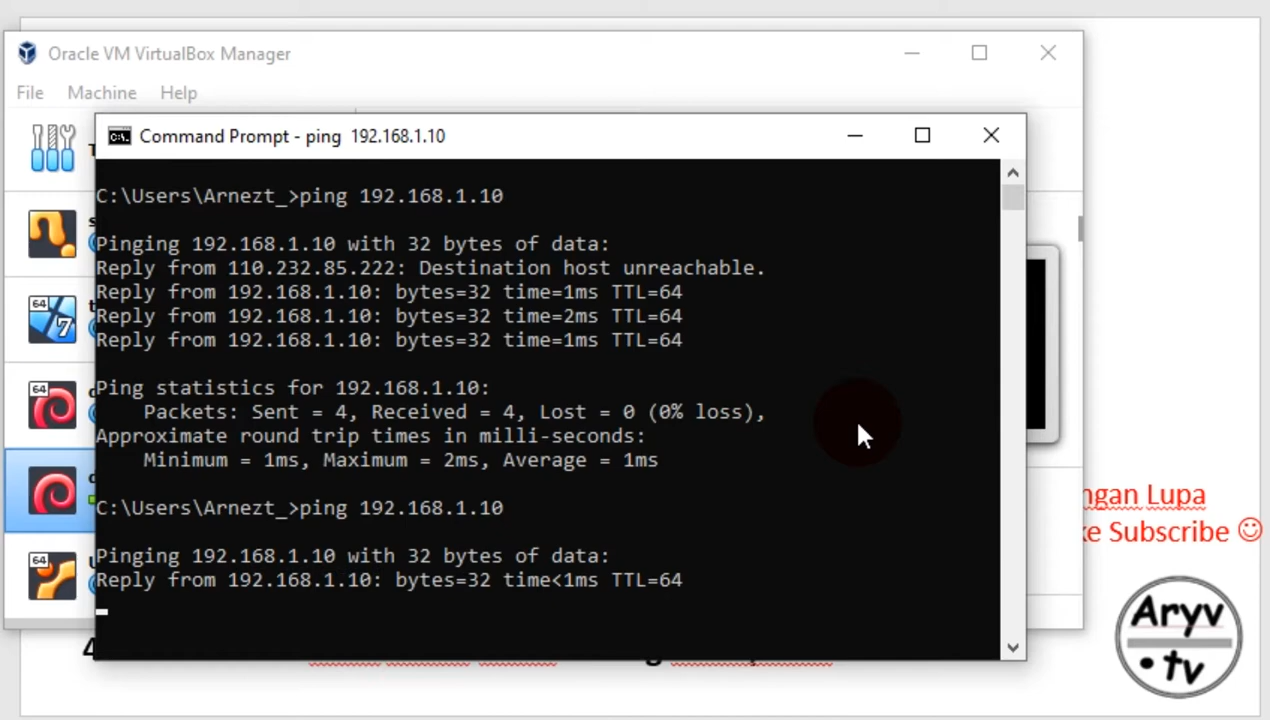 Oracle VM VirtualBox Manager
File Machine Help
Command Prompt - ping 192.168.1.10
C:\Users\Arnezt_>ping 192.168.1.10
Pinging 192.168.1.10 with 32 bytes of data:
Reply from 110.232.85.222: Destination host unreachable.
Reply from 192.168.1.10: bytes=32 time=1ms TTL=64
Reply from 192.168.1.10: bytes=32 time=2ms TTL=64
Reply from 192.168.1.10: bytes=32 time=1ms TTL=64
Ping statistics for 192.168.1.10:
Packets: Sent = 4, Received = 4, Lost = 0 (0% loss),
Approximate round trip times in milli-seconds:
Minimum = 1ms, Maximum = 2ms, Average = 1ms
C:\Users\Arnezt_>ping 192.168.1.10
Pinging 192.168.1.10 with 32 bytes of data:
Reply from 192.168.1.10: bytes=32 time<1ms TTL=64
64
7
64
64
64
ngan Lupa
ke Subscribe ☺
Aryv
•tv